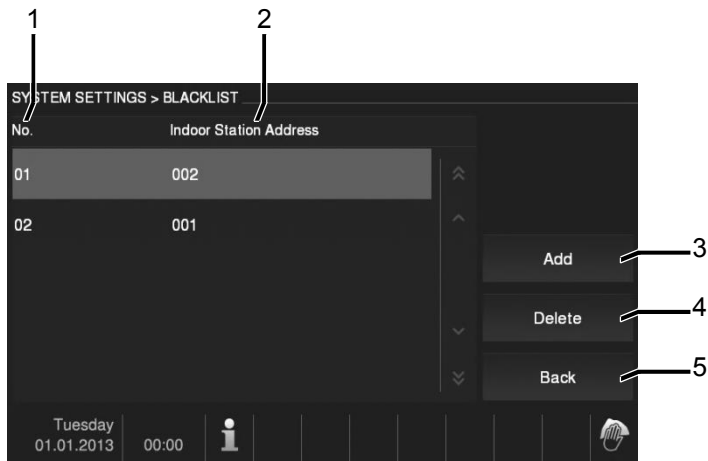 1 2
SYSTEM SETTINGS > BLACKLIST
No. Indoor Station Address
01 002
02 001
Add 3
Delete 4
Back 5
Tuesday
01.01.2013 00:00